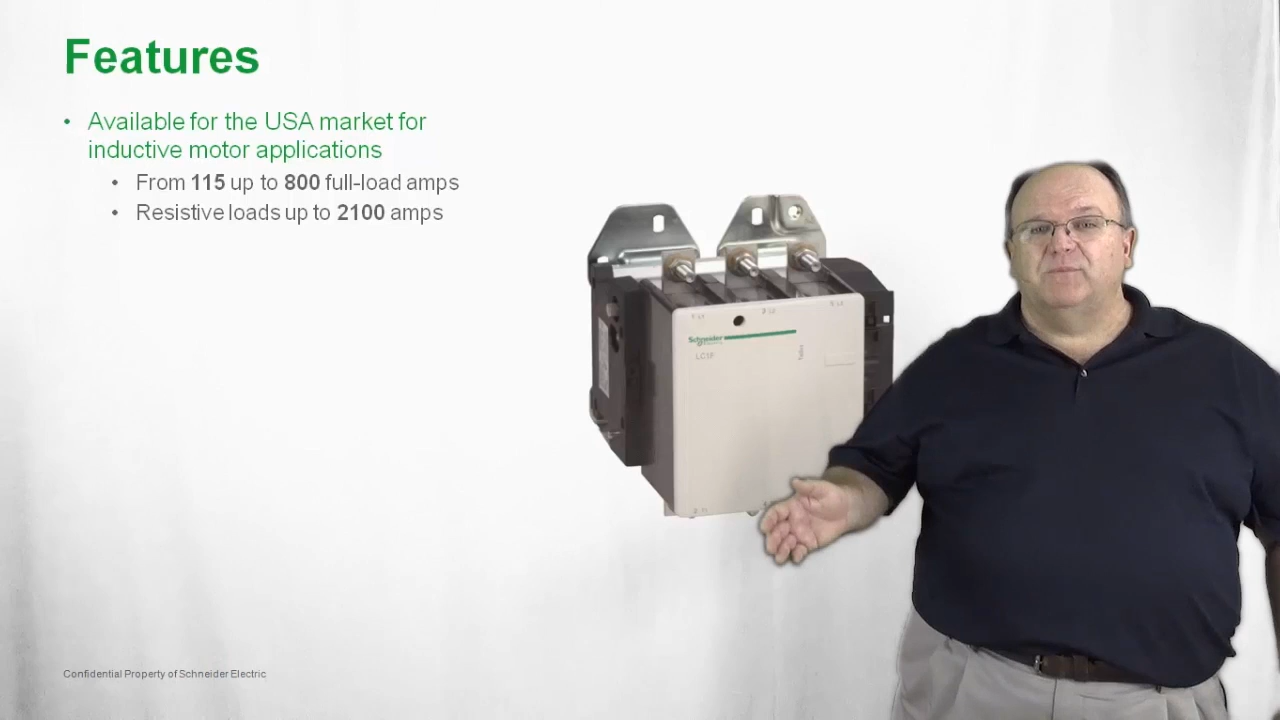 Features
• Available for the USA market for
inductive motor applications
• From 115 up to 800 full-load amps
• Resistive loads up to 2100 amps
Schneider
Electric
LC1F
Confidential Property of Schneider Electric